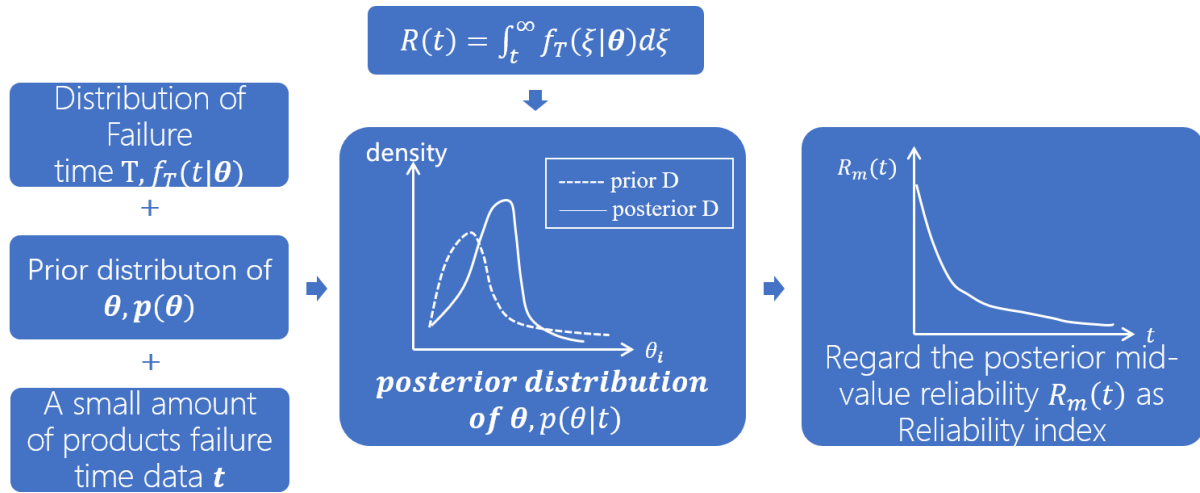 R(t) = ∫_t^∞ f_T(ξ|θ)dξ
Distribution of
Failure
time T, f_T(t|θ)
+
Prior distributon of
θ, p(θ)
+
A small amount
of products failure
time data t
density
prior D
posterior D
θ_i
posterior distribution
of θ, p(θ|t)
R_m(t)
t
Regard the posterior mid-
value reliability R_m(t) as
Reliability index